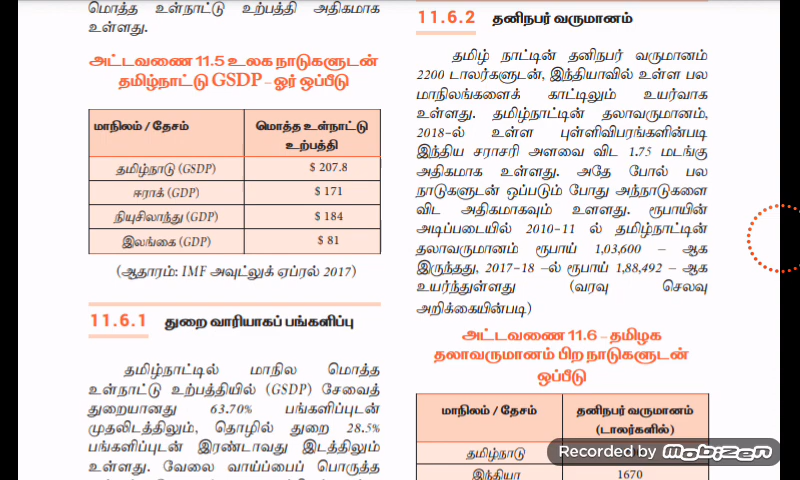 மொத்த உள்நாட்டு உற்பத்தி அதிகமாக
உள்ளது.
அட்டவணை 11.5 உலக நாடுகளுடன்
தமிழ்நாட்டு GSDP – ஓர் ஒப்பீடு
மாநிலம் / தேசம் மொத்த உள்நாட்டு
உற்பத்தி
தமிழ்நாடு (GSDP) $ 207.8
ஈராக் (GDP) $ 171
நியுசிலாந்து (GDP) $ 184
இலங்கை (GDP) $ 81
(ஆதாரம்: IMF அவுட்லுக் ஏப்ரல் 2017)
11.6.1 துறை வாரியாகப் பங்களிப்பு
தமிழ்நாட்டில் மாநில மொத்த
உள்நாட்டு உற்பத்தியில் (GSDP) சேவைத்
துறையானது 63.70% பங்களிப்புடன்
முதலிடத்திலும், தொழில் துறை 28.5%
பங்களிப்புடன் இரண்டாவது இடத்திலும்
உள்ளது. வேலை வாய்ப்பைப் பொருத்த
11.6.2 தனிநபர் வருமானம்
தமிழ் நாட்டின் தனிநபர் வருமானம்
2200 டாலர்களுடன், இந்தியாவில் உள்ள பல
மாநிலங்களைக் காட்டிலும் உயர்வாக
உள்ளது. தமிழ்நாட்டின் தலாவருமானம்,
2018-ல் உள்ள புள்ளிவிபரங்களின்படி
இந்திய சராசரி அளவை விட 1.75 மடங்கு
அதிகமாக உள்ளது. அதே போல் பல
நாடுகளுடன் ஒப்படும் போது அந்நாடுகளை
விட அதிகமாகவும் உளளது. ரூபாயின்
அடிப்படையில் 2010-11 ல் தமிழ்நாட்டின்
தலாவருமானம் ரூபாய் 1,03,600 – ஆக
இருந்தது, 2017-18 –ல் ரூபாய் 1,88,492 – ஆக
உயர்ந்துள்ளது (வரவு செலவு
அறிக்கையின்படி)
அட்டவணை 11.6 – தமிழக
தலாவருமானம் பிற நாடுகளுடன்
ஒப்பீடு
மாநிலம் / தேசம் தனிநபர் வருமானம்
(டாலர்களில்)
தமிழ்நாடு
இந்தியா 1670
Recorded by
MOBIZEN